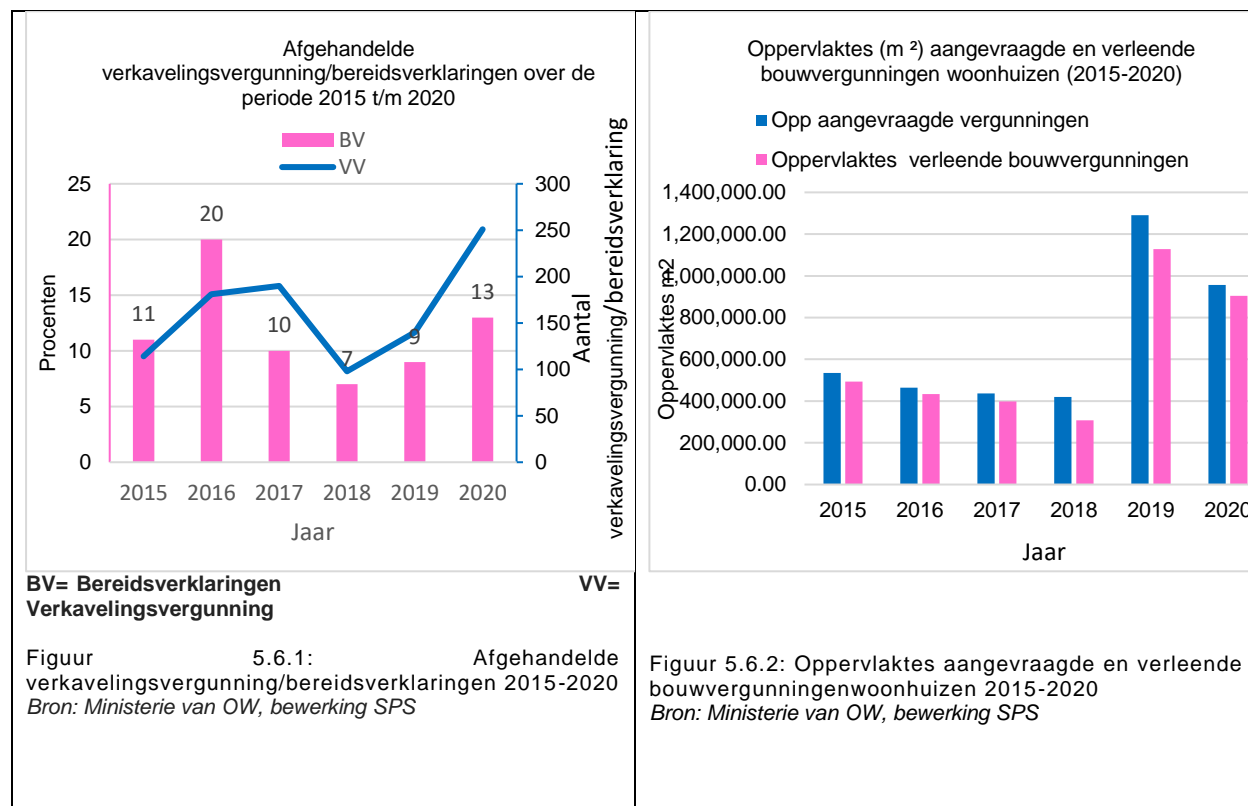 Afgehandelde
verkavelingsvergunning/bereidsverklaringen over de
periode 2015 t/m 2020
BV
VV
25
20
15
10
5
0
Procenten
300
250
200
150
100
50
0
Aantal
verkavelingsvergunning/bereidsverklaring
11
20
10
7
9
13
2015 2016 2017 2018 2019 2020
Jaar
BV= Bereidsverklaringen VV=
Verkavelingsvergunning
Figuur 5.6.1: Afgehandelde
verkavelingsvergunning/bereidsverklaringen 2015-2020
Bron: Ministerie van OW, bewerking SPS
Oppervlaktes (m ²) aangevraagde en verleende
bouwvergunningen woonhuizen (2015-2020)
Opp aangevraagde vergunningen
Oppervlaktes verleende bouwvergunningen
1,400,000.00
1,200,000.00
1,000,000.00
800,000.00
600,000.00
400,000.00
200,000.00
0.00
Oppervlaktes m2
2015 2016 2017 2018 2019 2020
Jaar
Figuur 5.6.2: Oppervlaktes aangevraagde en verleende
bouwvergunningenwoonhuizen 2015-2020
Bron: Ministerie van OW, bewerking SPS